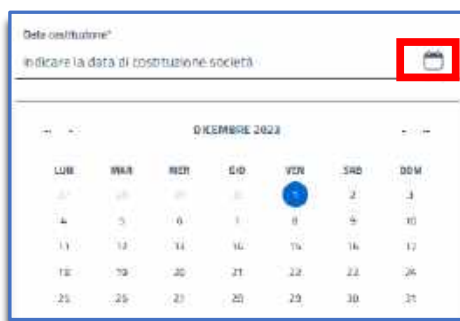 Data costituzione*
Indicare la data di costituzione società
DICEMBRE 2023
LUN MAR MER GIO VEN SAB DOM
1 2 3
4 5 6 7 8 9 10
11 12 13 14 15 16 17
18 19 20 21 22 23 24
25 26 27 28 29 30 31